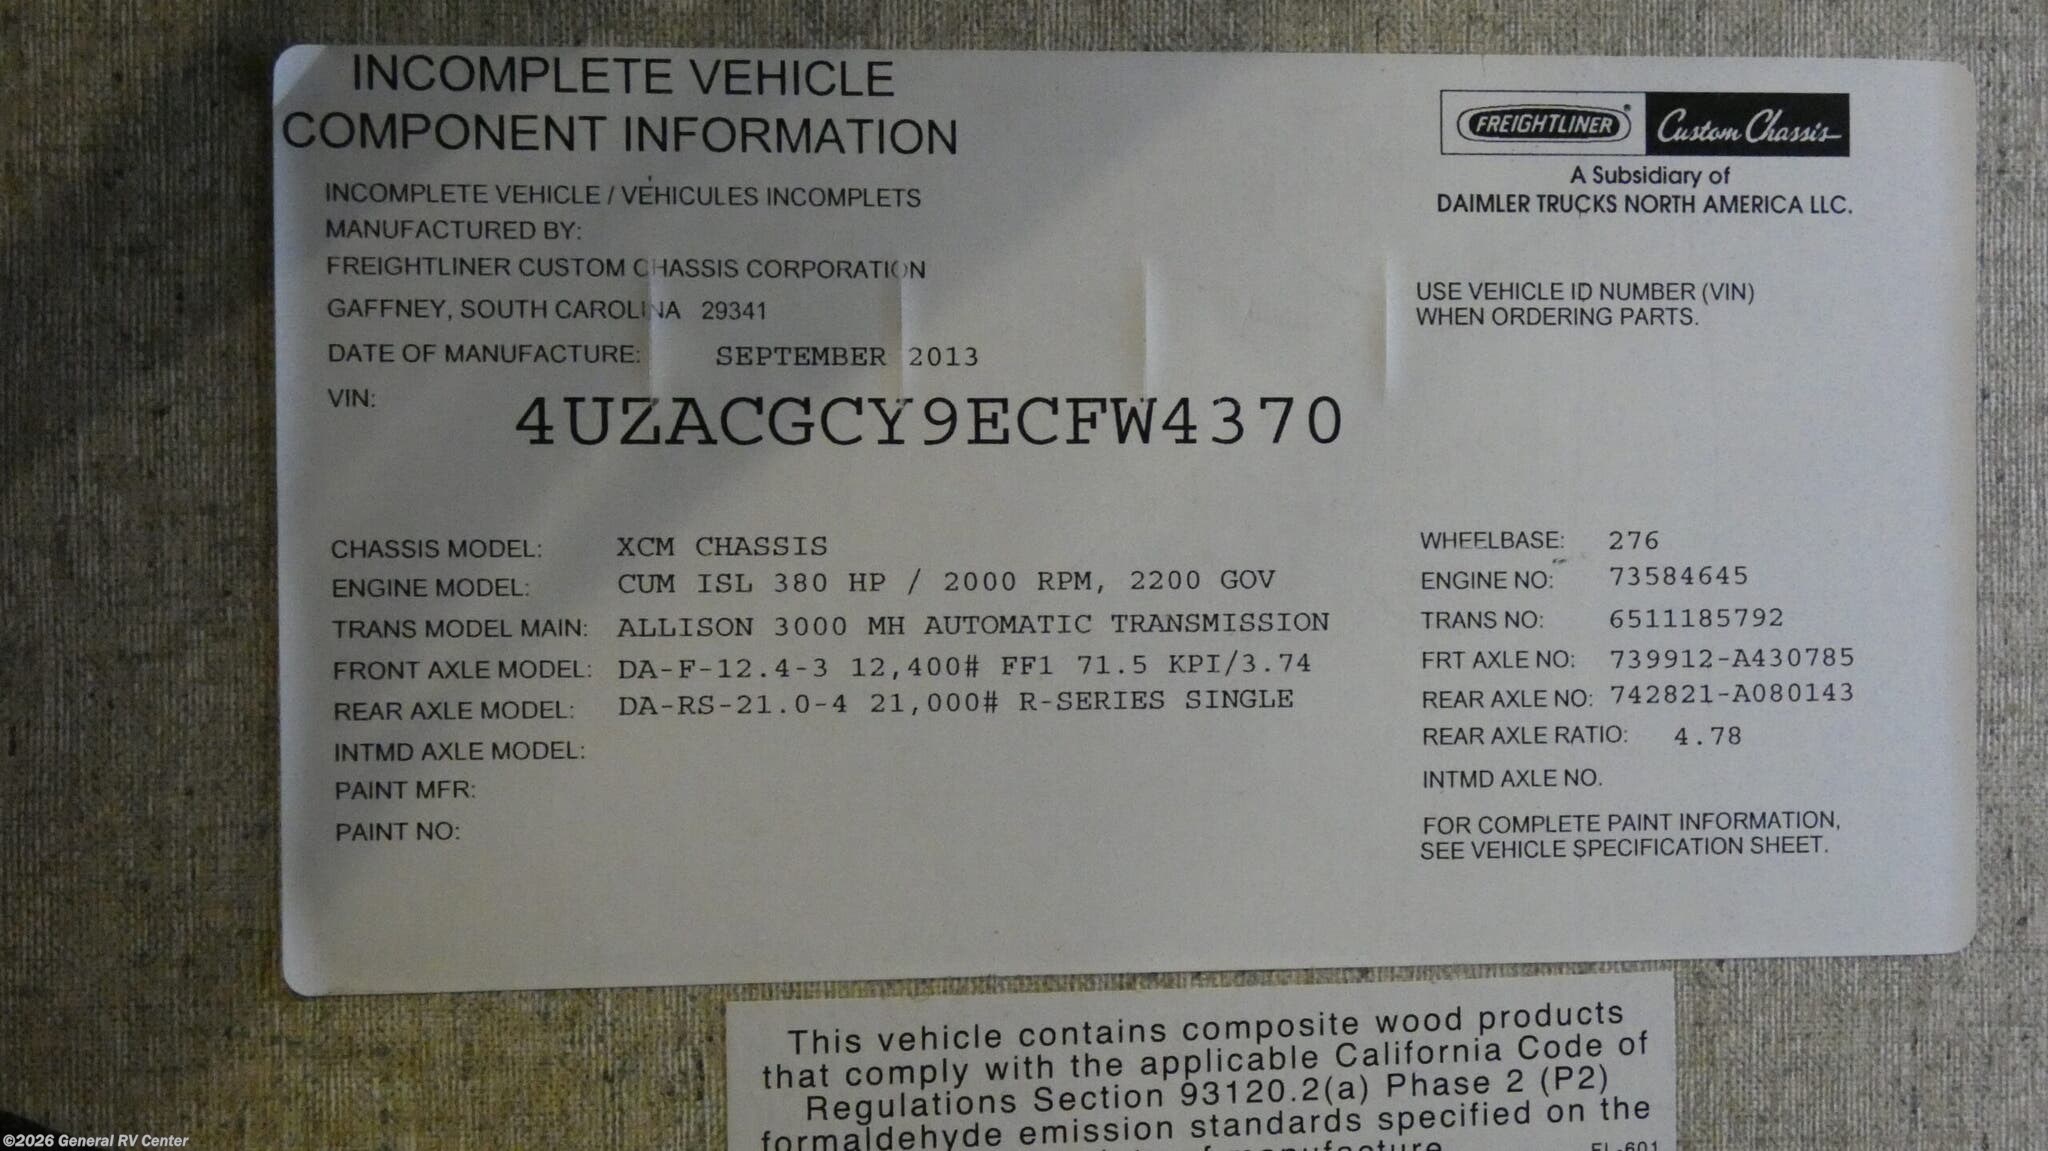 INCOMPLETE VEHICLE
COMPONENT INFORMATION
INCOMPLETE VEHICLE / VÉHICULES INCOMPLETS
MANUFACTURED BY:
FREIGHTLINER CUSTOM CHASSIS CORPORATION
GAFFNEY, SOUTH CAROLINA 29341
DATE OF MANUFACTURE: SEPTEMBER 2013
VIN: 4UZACGCY9ECFW4370
FREIGHTLINER® Custom Chassis
A Subsidiary of
DAIMLER TRUCKS NORTH AMERICA LLC.
USE VEHICLE ID NUMBER (VIN)
WHEN ORDERING PARTS.
CHASSIS MODEL: XCM CHASSIS
ENGINE MODEL: CUM ISL 380 HP / 2000 RPM, 2200 GOV
TRANS MODEL MAIN: ALLISON 3000 MH AUTOMATIC TRANSMISSION
FRONT AXLE MODEL: DA-F-12.4-3 12,400# FF1 71.5 KPI/3.74
REAR AXLE MODEL: DA-RS-21.0-4 21,000# R-SERIES SINGLE
INTMD AXLE MODEL:
PAINT MFR:
PAINT NO:
WHEELBASE: 276
ENGINE NO: 73584645
TRANS NO: 6511185792
FRT AXLE NO: 739912-A430785
REAR AXLE NO: 742821-A080143
REAR AXLE RATIO: 4.78
INTMD AXLE NO.
FOR COMPLETE PAINT INFORMATION,
SEE VEHICLE SPECIFICATION SHEET.
This vehicle contains composite wood products
that comply with the applicable California Code of
Regulations Section 93120.2(a) Phase 2 (P2)
formaldehyde emission standards specified on the
of manufacture.
FL-601
©2026 General RV Center